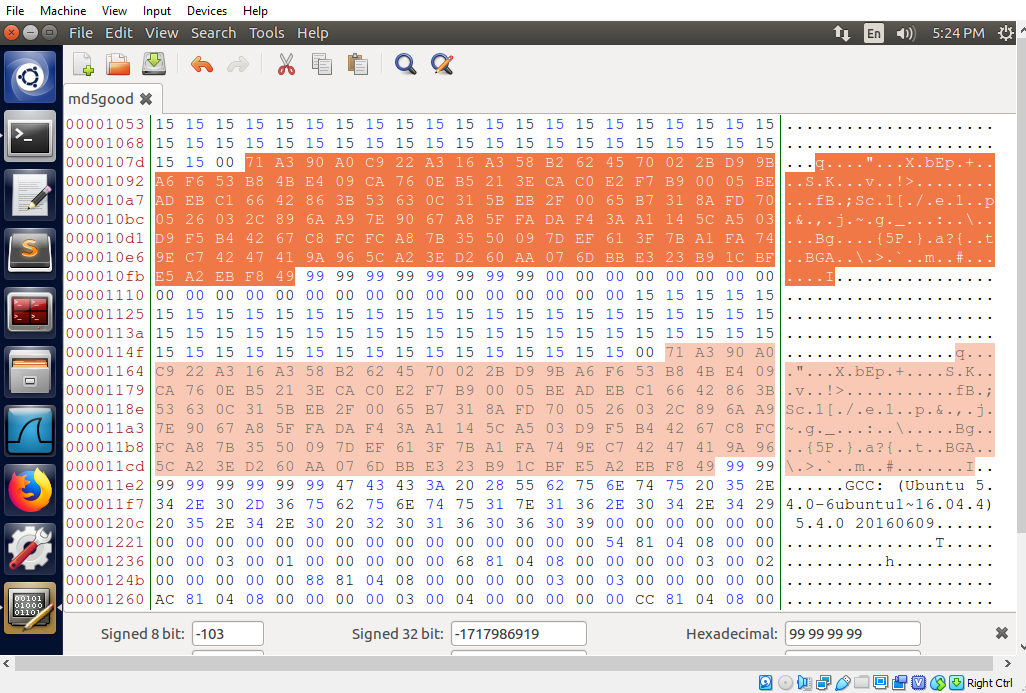 File Machine View Input Devices Help
File Edit View Search Tools Help En 5:24 PM
md5good
00001053 15 15 15 15 15 15 15 15 15 15 15 15 15 15 15 15 15 15 15 15 15 .....................
00001068 15 15 15 15 15 15 15 15 15 15 15 15 15 15 15 15 15 15 15 15 15 .....................
0000107d 15 15 00 71 A3 90 A0 C9 22 A3 16 A3 58 B2 62 45 70 02 2B D9 9B ...q...."...X.bEp.+..
00001092 A6 F6 53 B8 4B E4 09 CA 76 0E B5 21 3E CA C0 E2 F7 B9 00 05 BE ..S.K...v..!>........
000010a7 AD EB C1 66 42 86 3B 53 63 0C 31 5B EB 2F 00 65 B7 31 8A FD 70 ...fB.;Sc.1[./.e.1..p
000010bc 05 26 03 2C 89 6A A9 7E 90 67 A8 5F FA DA F4 3A A1 14 5C A5 03 .&.,.j.~.g._...:..\..
000010d1 D9 F5 B4 42 67 C8 FC FC A8 7B 35 50 09 7D EF 61 3F 7B A1 FA 74 ...Bg....{5P.}.a?{..t
000010e6 9E C7 42 47 41 9A 96 5C A2 3E D2 60 AA 07 6D BB E3 23 B9 1C BF ..BGA..\.>.`..m..#...
000010fb E5 A2 EB F8 49 99 99 99 99 99 99 99 99 00 00 00 00 00 00 00 00 ....I................
00001110 00 00 00 00 00 00 00 00 00 00 00 00 00 00 00 00 15 15 15 15 15 .....................
00001125 15 15 15 15 15 15 15 15 15 15 15 15 15 15 15 15 15 15 15 15 15 .....................
0000113a 15 15 15 15 15 15 15 15 15 15 15 15 15 15 15 15 15 15 15 15 15 .....................
0000114f 15 15 15 15 15 15 15 15 15 15 15 15 15 15 15 15 00 71 A3 90 A0 .................q...
00001164 C9 22 A3 16 A3 58 B2 62 45 70 02 2B D9 9B A6 F6 53 B8 4B E4 09 ."...X.bEp.+....S.K..
00001179 CA 76 0E B5 21 3E CA C0 E2 F7 B9 00 05 BE AD EB C1 66 42 86 3B .v..!>...........fB.;
0000118e 53 63 0C 31 5B EB 2F 00 65 B7 31 8A FD 70 05 26 03 2C 89 6A A9 Sc.1[./.e.1..p.&.,.j.
000011a3 7E 90 67 A8 5F FA DA F4 3A A1 14 5C A5 03 D9 F5 B4 42 67 C8 FC ~.g._...:..\.....Bg..
000011b8 FC A8 7B 35 50 09 7D EF 61 3F 7B A1 FA 74 9E C7 42 47 41 9A 96 ..{5P.}.a?{..t..BGA..
000011cd 5C A2 3E D2 60 AA 07 6D BB E3 23 B9 1C BF E5 A2 EB F8 49 99 99 \.>.`..m..#.......I..
000011e2 99 99 99 99 99 99 47 43 43 3A 20 28 55 62 75 6E 74 75 20 35 2E ......GCC: (Ubuntu 5.
000011f7 34 2E 30 2D 36 75 62 75 6E 74 75 31 7E 31 36 2E 30 34 2E 34 29 4.0-6ubuntu1~16.04.4)
0000120c 20 35 2E 34 2E 30 20 32 30 31 36 30 36 30 39 00 00 00 00 00 00 5.4.0 20160609......
00001221 00 00 00 00 00 00 00 00 00 00 00 00 00 00 00 54 81 04 08 00 00 ...............T.....
00001236 00 00 03 00 01 00 00 00 00 00 68 81 04 08 00 00 00 00 03 00 02 ..........h..........
0000124b 00 00 00 00 00 88 81 04 08 00 00 00 00 03 00 03 00 00 00 00 00 .....................
00001260 AC 81 04 08 00 00 00 00 03 00 04 00 00 00 00 00 CC 81 04 08 00 .....................
Signed 8 bit: -103 Signed 32 bit: -1717986919 Hexadecimal: 99 99 99 99
Right Ctrl